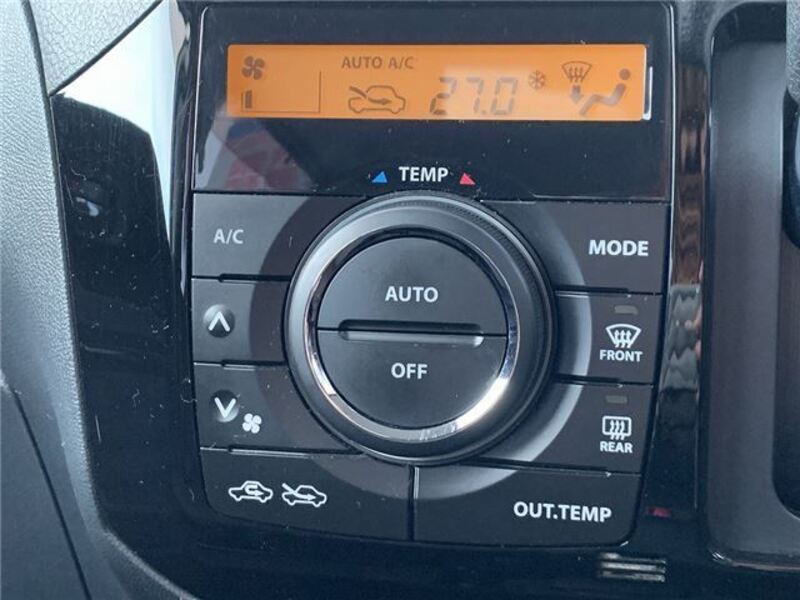 AUTO A/C
27.0
TEMP
A/C
MODE
AUTO
OFF
FRONT
REAR
OUT.TEMP